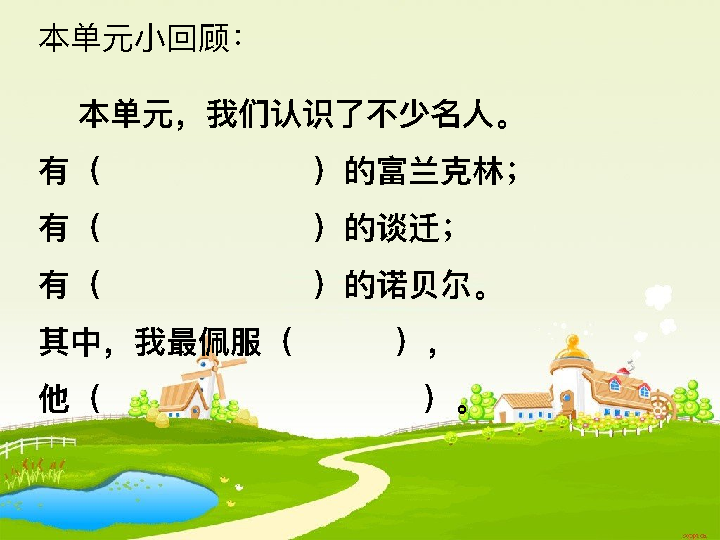 本单元小回顾：
本单元，我们认识了不少名人。
有（ ）的富兰克林；
有（ ）的谈迁；
有（ ）的诺贝尔。
其中，我最佩服（ ），
他（ ）。